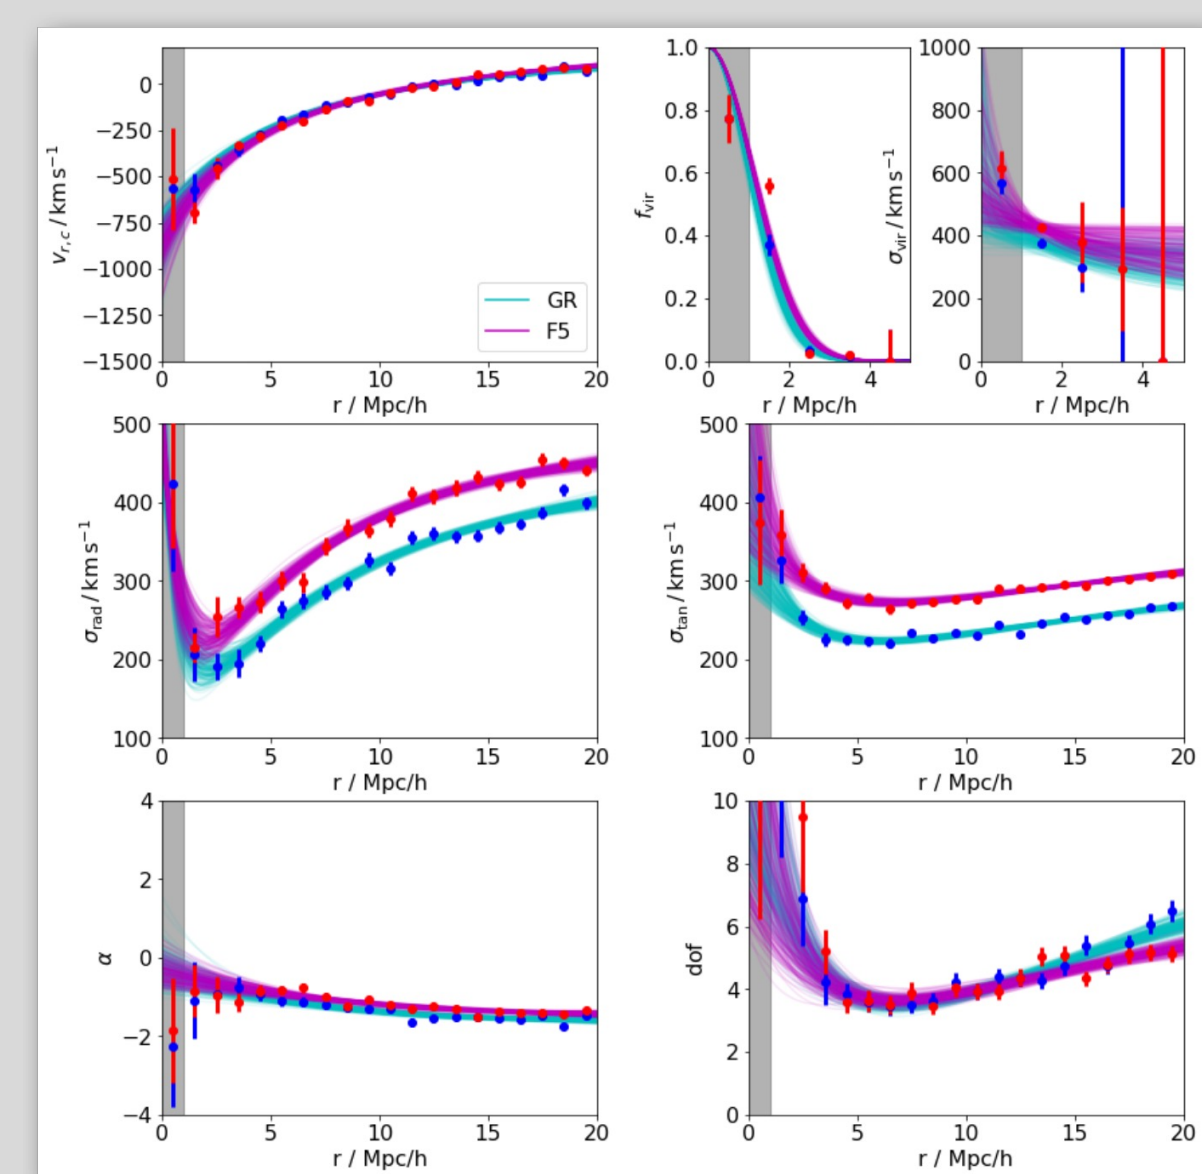 0
−250
−500
−750
−1000
−1250
−1500
v_{r,c} / km s^{−1}
GR
F5
0 5 10 15 20
r / Mpc/h
1.0
0.8
0.6
0.4
0.2
0.0
f_{vir}
0 2 4
r / Mpc/h
1000
800
600
400
200
0
σ_{vir} / km s^{−1}
0 2 4
r / Mpc/h
500
400
300
200
100
σ_{rad} / km s^{−1}
0 5 10 15 20
r / Mpc/h
500
400
300
200
100
σ_{tan} / km s^{−1}
0 5 10 15 20
r / Mpc/h
4
2
0
−2
−4
α
0 5 10 15 20
r / Mpc/h
10
8
6
4
2
0
dof
0 5 10 15 20
r / Mpc/h